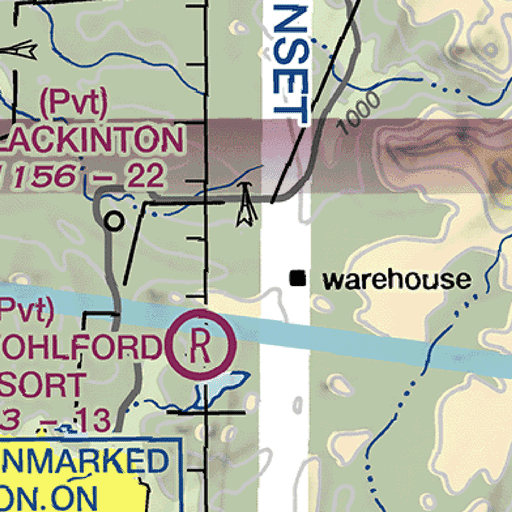 NSET
1000
(Pvt)
ACKINTON
156 – 22
warehouse
Pvt)
OHLFORD
R
SORT
3 – 13
NMARKED
ON.ON